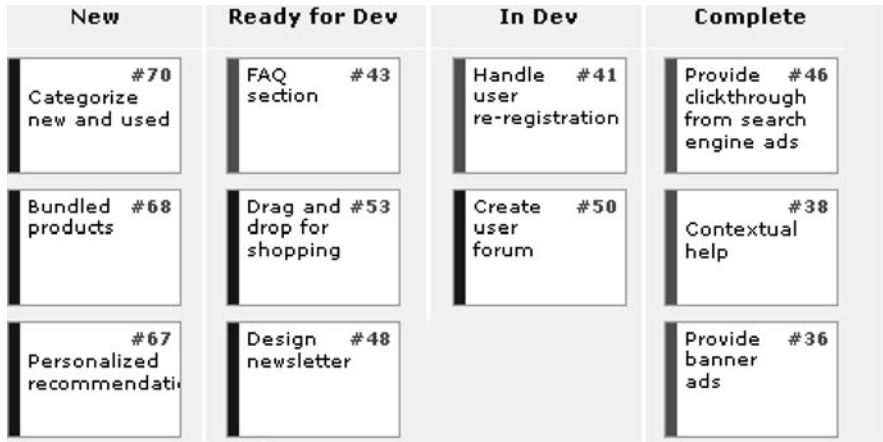 New
Ready for Dev
In Dev
Complete
#70
Categorize
new and used
FAQ #43
section
Handle #41
user
re-registration
Provide #46
clickthrough
from search
engine ads
Bundled #68
products
Drag and #53
drop for
shopping
Create #50
user
forum
#38
Contextual
help
#67
Personalized
recommendati
Design #48
newsletter
Provide #36
banner
ads